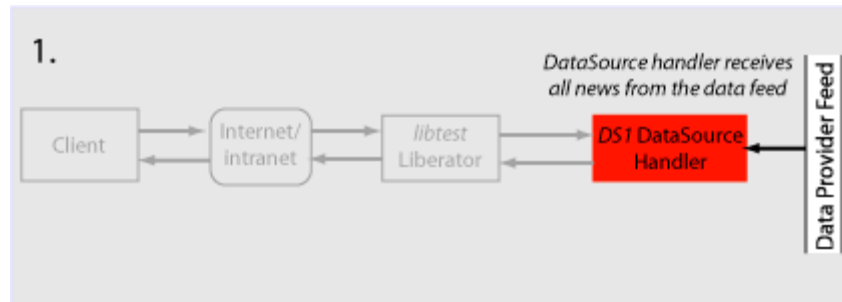 1.
DataSource handler receives
all news from the data feed
Client
Internet/
intranet
libtest
Liberator
DS1 DataSource
Handler
Data Provider Feed